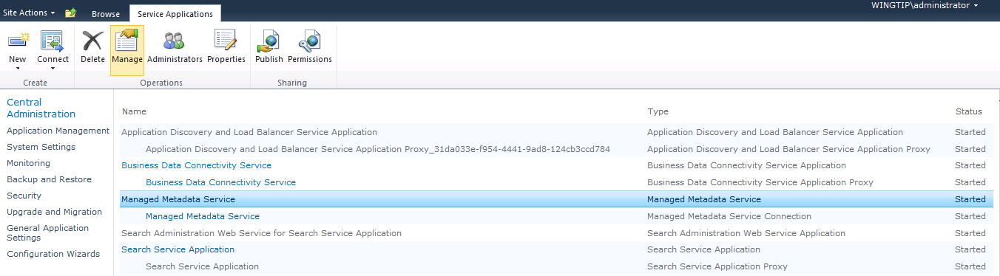 Site Actions Browse Service Applications WINGTIP\administrator
New Connect Delete Manage Administrators Properties Publish Permissions
Create Operations Sharing
Central
Administration
Application Management
System Settings
Monitoring
Backup and Restore
Security
Upgrade and Migration
General Application
Settings
Configuration Wizards
Name Type Status
Application Discovery and Load Balancer Service Application Application Discovery and Load Balancer Service Application Started
Application Discovery and Load Balancer Service Application Proxy_31da033e-f954-4441-9ad8-124cb3ccd784 Application Discovery and Load Balancer Service Application Proxy Started
Business Data Connectivity Service Business Data Connectivity Service Application Started
Business Data Connectivity Service Business Data Connectivity Service Application Proxy Started
Managed Metadata Service Managed Metadata Service Started
Managed Metadata Service Managed Metadata Service Connection Started
Search Administration Web Service for Search Service Application Search Administration Web Service Application Started
Search Service Application Search Service Application Started
Search Service Application Search Service Application Proxy Started